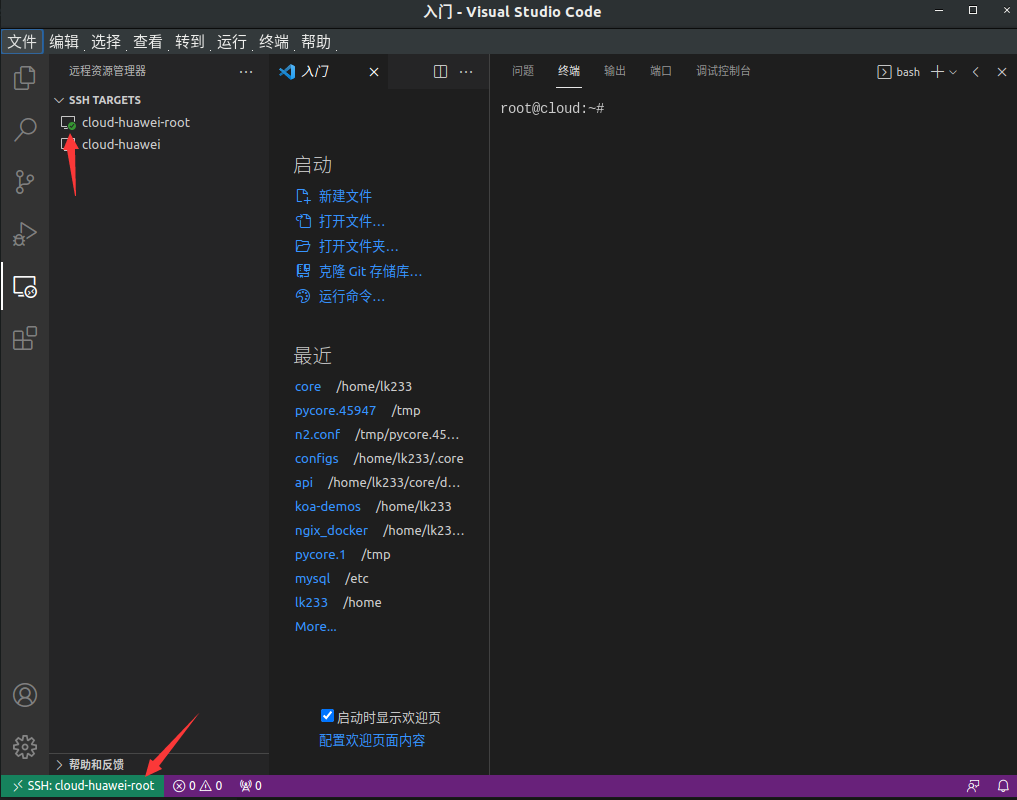 入门 - Visual Studio Code
文件 编辑 选择 查看 转到 运行 终端 帮助
远程资源管理器
SSH TARGETS
cloud-huawei-root
cloud-huawei
入门
启动
新建文件
打开文件...
打开文件夹...
克隆 Git 存储库...
运行命令...
最近
core /home/lk233
pycore.45947 /tmp
n2.conf /tmp/pycore.45...
configs /home/lk233/.core
api /home/lk233/core/d...
koa-demos /home/lk233
ngix_docker /home/lk23...
pycore.1 /tmp
mysql /etc
lk233 /home
More...
启动时显示欢迎页
配置欢迎页面内容
问题 终端 输出 端口 调试控制台 bash
root@cloud:~#
帮助和反馈
SSH: cloud-huawei-root 0 0 0